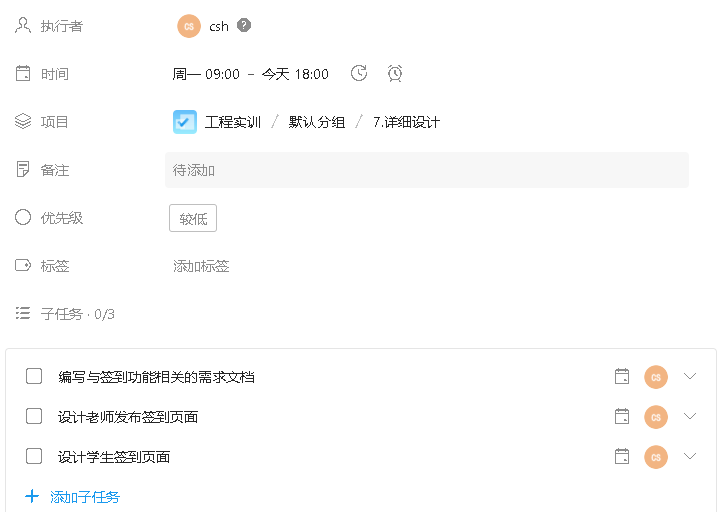 执行者 CS csh ?
时间 周一 09:00 – 今天 18:00
项目 工程实训 / 默认分组 / 7.详细设计
备注 待添加
优先级 较低
标签 添加标签
子任务 · 0/3
编写与签到功能相关的需求文档 CS
设计老师发布签到页面 CS
设计学生签到页面 CS
+ 添加子任务